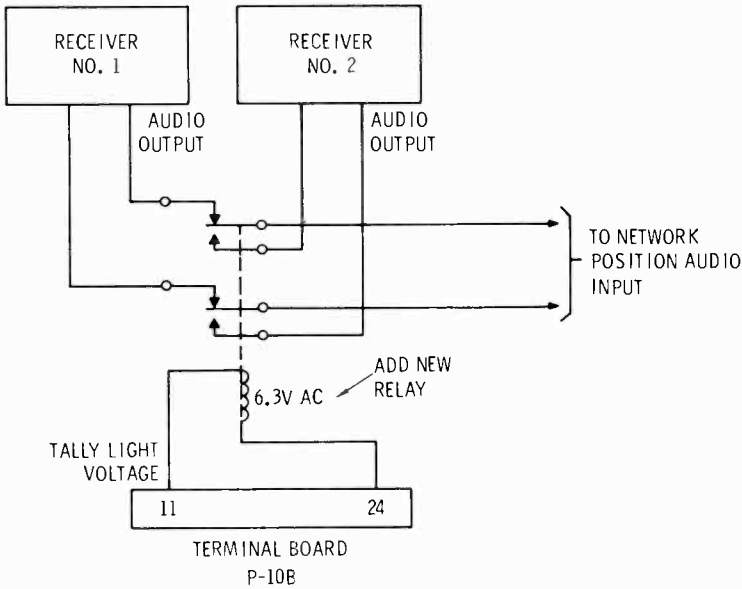 RECEIVER
NO. 1
RECEIVER
NO. 2
AUDIO
OUTPUT
AUDIO
OUTPUT
TO NETWORK
POSITION AUDIO
INPUT
6.3V AC
ADD NEW
RELAY
TALLY LIGHT
VOLTAGE
11
24
TERMINAL BOARD
P-10B